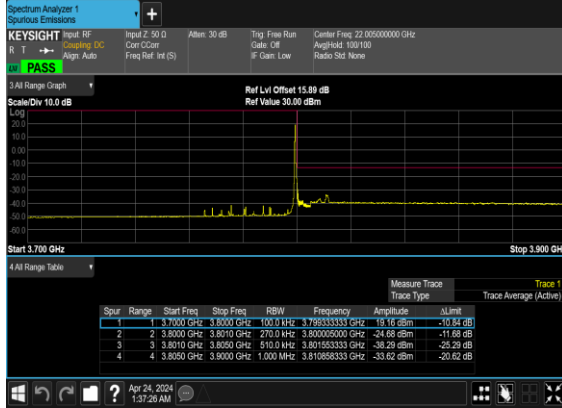 Spectrum Analyzer 1
Spurious Emissions
+
KEYSIGHT Input: RF Input Z: 50 Ω Atten: 30 dB Trig: Free Run Center Freq: 22.005000000 GHz
R T Coupling: DC Corr CCorr Gate: Off Avg|Hold: 100/100
Align: Auto Freq Ref: Int (S) IF Gain: Low Radio Std: None
PASS
3 All Range Graph Ref Lvl Offset 15.89 dB
Scale/Div 10.0 dB Ref Value 30.00 dBm
Log
20.0
10.0
0.00
-10.0
-20.0
-30.0
-40.0
-50.0
-60.0
Start 3.700 GHz Stop 3.900 GH
4 All Range Table
Measure Trace Trace 1
Trace Type Trace Average (Active)
Spur Range Start Freq Stop Freq RBW Frequency Amplitude ΔLimit
1 1 3.7000 GHz 3.8000 GHz 100.0 kHz 3.799333333 GHz 19.16 dBm -10.84 dB
2 2 3.8000 GHz 3.8010 GHz 270.0 kHz 3.800005000 GHz -24.68 dBm -11.68 dB
3 3 3.8010 GHz 3.8050 GHz 510.0 kHz 3.801553333 GHz -38.29 dBm -25.29 dB
4 4 3.8050 GHz 3.9000 GHz 1.000 MHz 3.810858333 GHz -33.62 dBm -20.62 dB
? Apr 24, 2024
1:37:26 AM